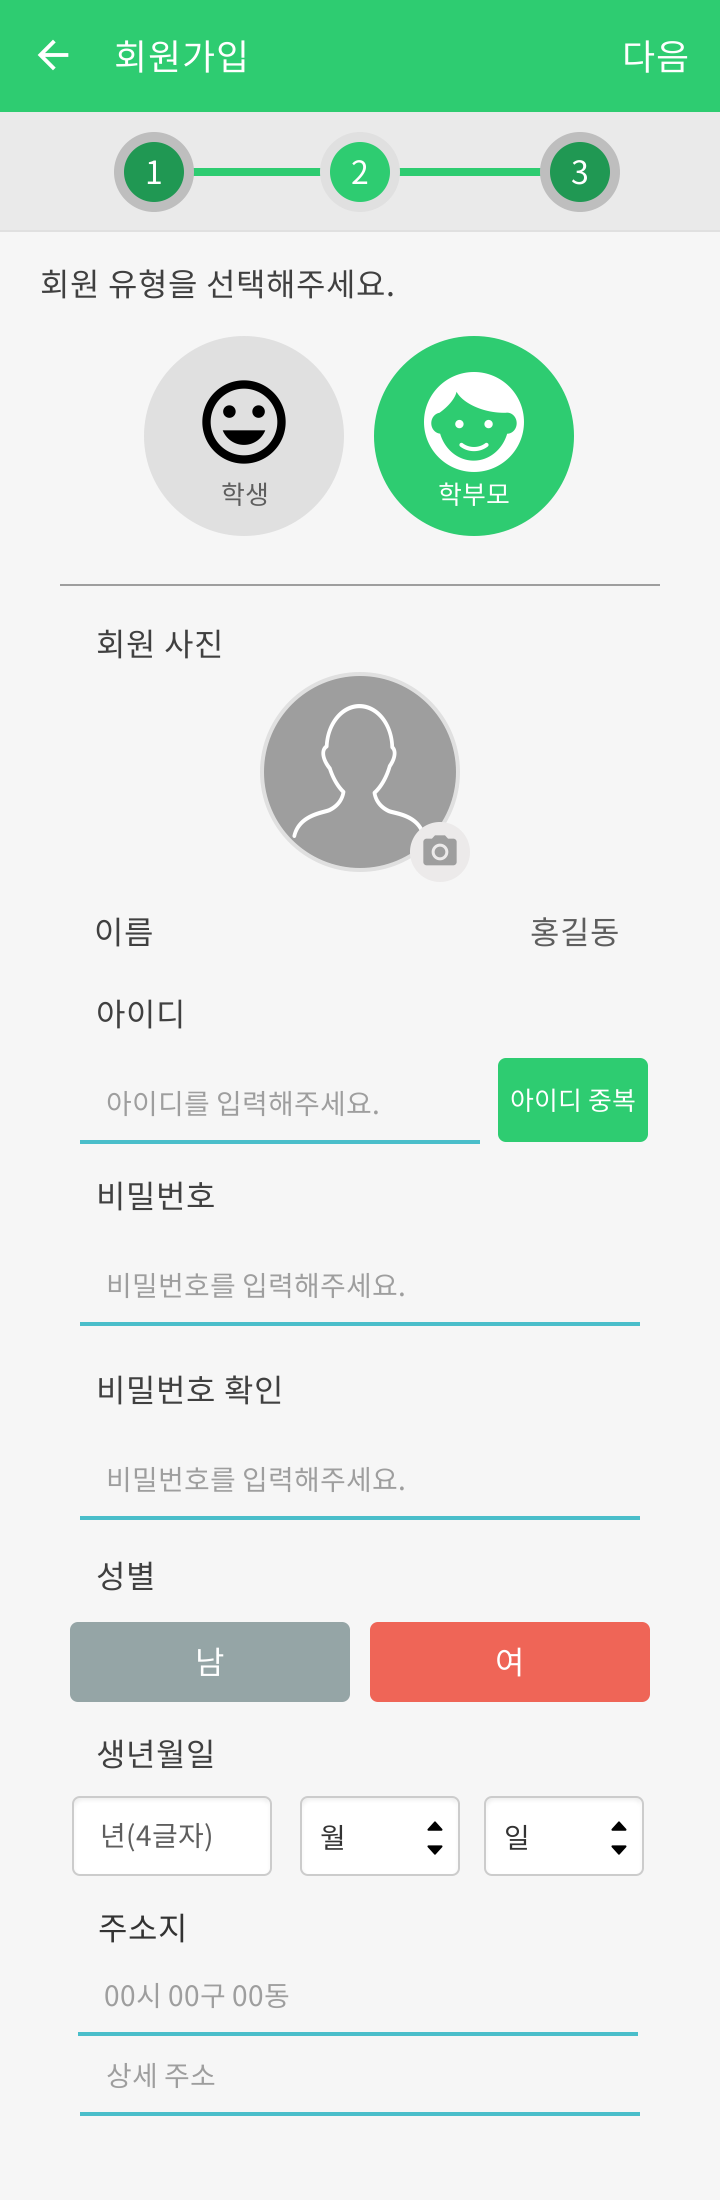 회원가입 다음
1 2 3
회원 유형을 선택해주세요.
학생 학부모
회원 사진
이름 홍길동
아이디
아이디를 입력해주세요. 아이디 중복
비밀번호
비밀번호를 입력해주세요.
비밀번호 확인
비밀번호를 입력해주세요.
성별
남 여
생년월일
년(4글자) 월 일
주소지
00시 00구 00동
상세 주소